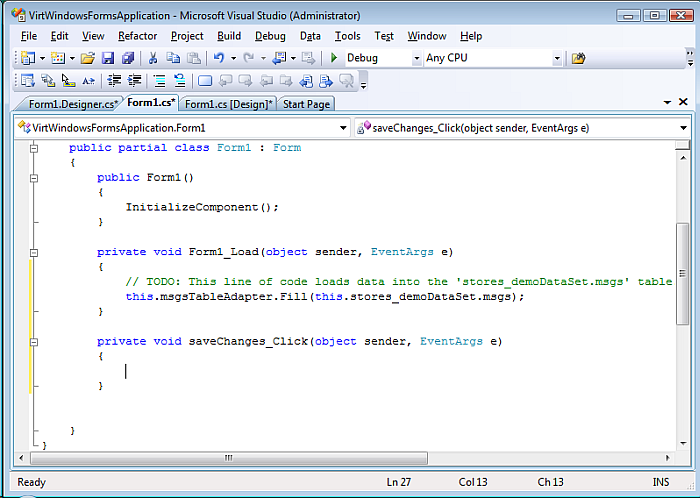 VirtWindowsFormsApplication - Microsoft Visual Studio (Administrator)
File Edit View Refactor Project Build Debug Data Tools Test Window Help
Debug Any CPU
Form1.Designer.cs* Form1.cs* Form1.cs [Design]* Start Page
VirtWindowsFormsApplication.Form1 saveChanges_Click(object sender, EventArgs e)
public partial class Form1 : Form
{
public Form1()
{
InitializeComponent();
}
private void Form1_Load(object sender, EventArgs e)
{
// TODO: This line of code loads data into the 'stores_demoDataSet.msgs' table
this.msgsTableAdapter.Fill(this.stores_demoDataSet.msgs);
}
private void saveChanges_Click(object sender, EventArgs e)
{
}
}
}
Ready Ln 27 Col 13 Ch 13 INS